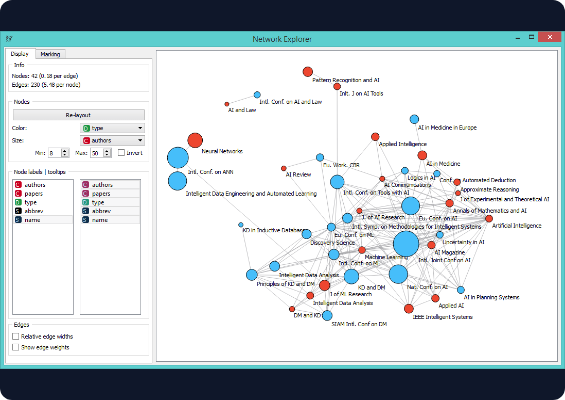 Network Explorer
Display
Marking
Info
Nodes: 42 (0.18 per edge)
Edges: 230 (5.48 per node)
Nodes
Re-layout
Color: type
Size: authors
Min: 8 Max: 50 Invert
Node labels | tooltips
authors
papers
type
abbrev
name
authors
papers
type
abbrev
name
Edges
Relative edge widths
Show edge weights
Pattern Recognition and AI
Intl. J on AI Tools
Intl. Conf. on AI and Law
AI and Law
AI in Medicine in Europe
Neural Networks
Applied Intelligence
Intl. Conf. on ANN
Eu. Work. CBR
AI in Medicine
AI Review
Logics in AI
Intelligent Data Engineering and Automated Learning
AI Communications
Conf.
Automated Deduction
Intl. Conf. on Tools with AI
Approximate Reasoning
J of Experimental and Theoretical AI
Annals of Mathematics and AI
J. of AI Research
Eu. Conf. on AI
Artificial Intelligence
KD in Inductive Databases
Intl. Symp. on Methodologies for Intelligent Systems
Eu. Conf. on ML
Discovery Science
Uncertainty in AI
Machine Learning
AI Magazine
Intl. Conf. on M
Intl. Joint Conf. on AI
Intelligent Data Analysis
Principles of KD and DM
KD and DM
Nat. Conf. on AI
J of ML Research
AI in Planning Systems
Intelligent Data Analysis
Applied AI
DM and KD
IEEE Intelligent Systems
SIAM Intl. Conf on DM